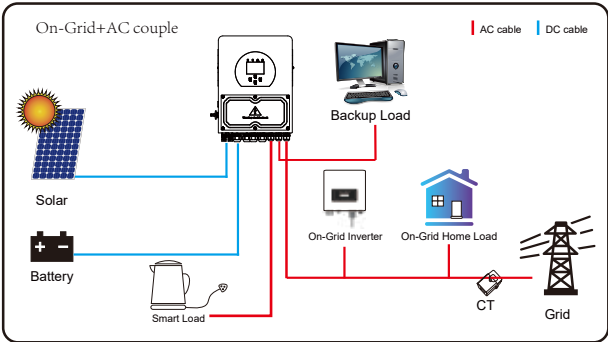 On-Grid+AC couple
AC cable
DC cable
Backup Load
Solar
On-Grid Inverter
On-Grid Home Load
Battery
CT
Smart Load
Grid